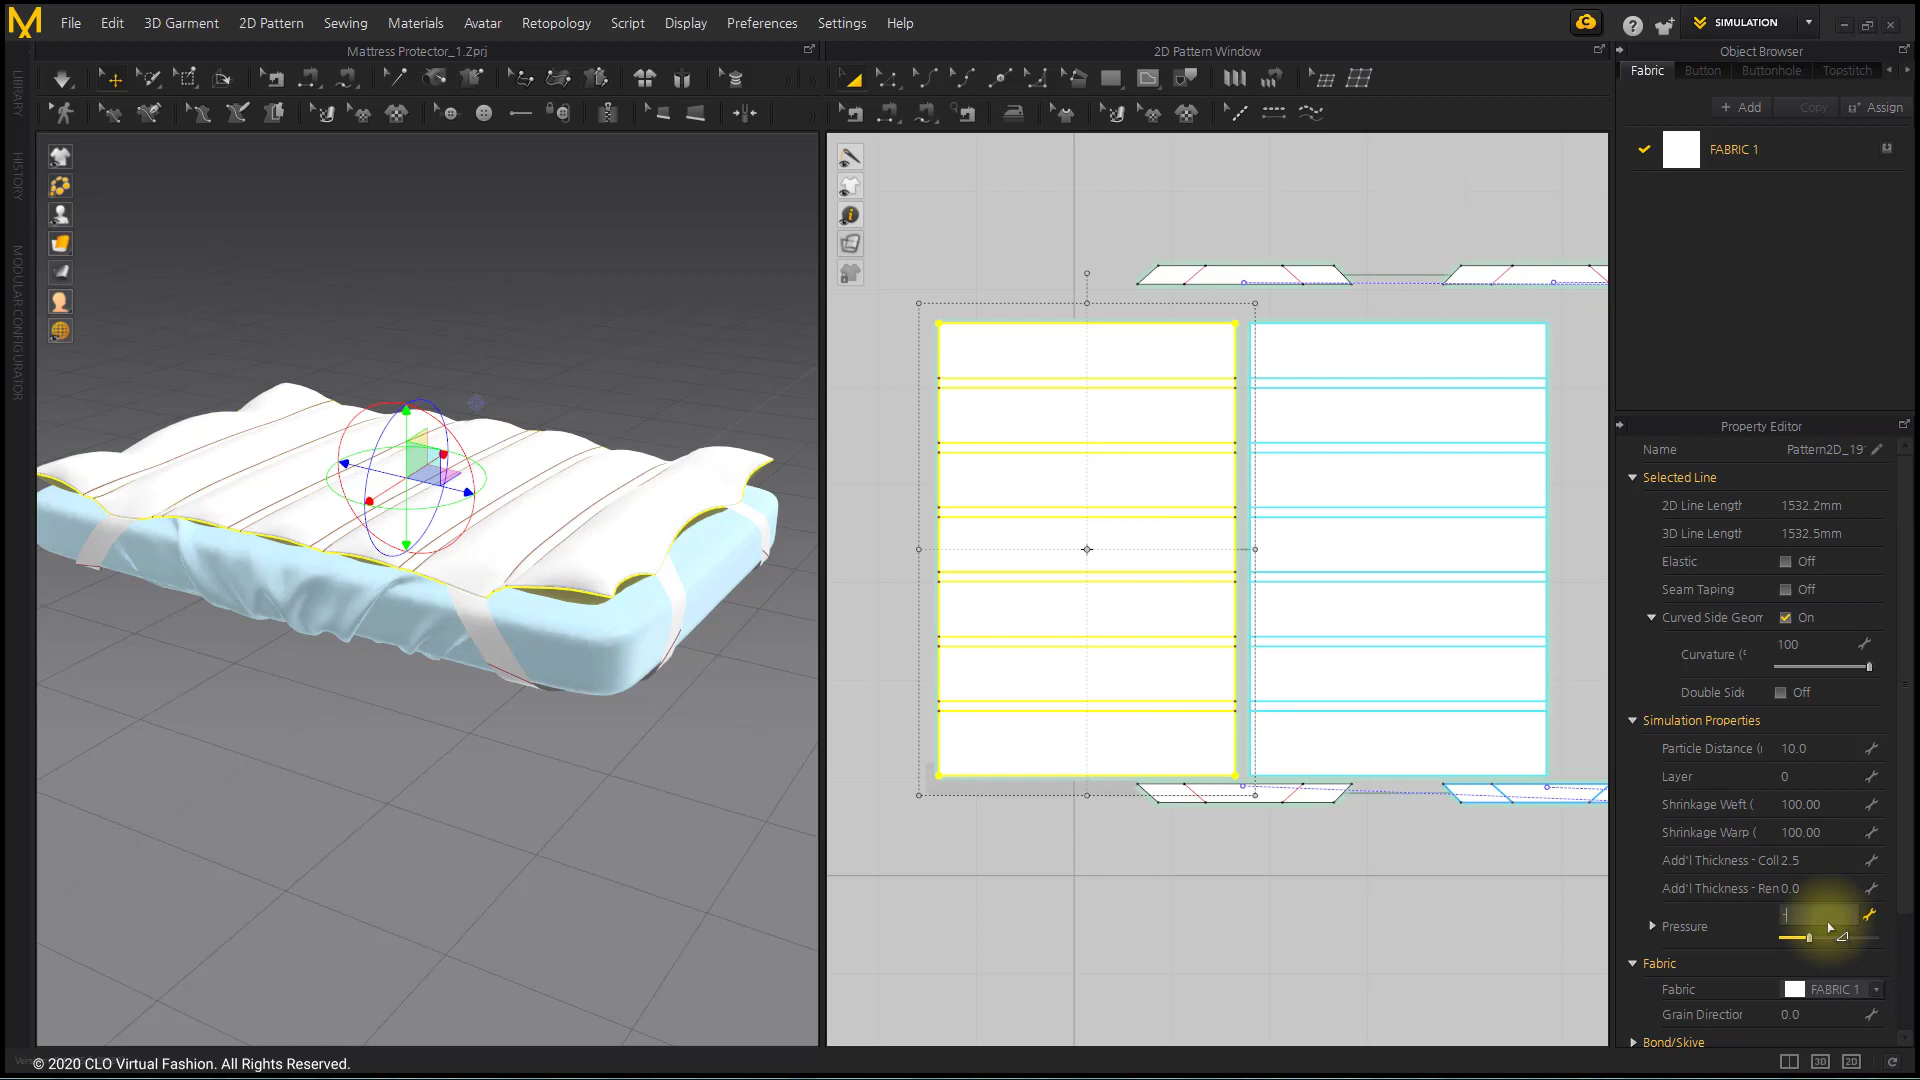 File Edit 3D Garment 2D Pattern Sewing Materials Avatar Retopology Script Display Preferences Settings Help
SIMULATION
Mattress Protector_1.Zprj
2D Pattern Window
Object Browser
Fabric Button Buttonhole Topstitch
+ Add Copy Assign
FABRIC 1
LIBRARY
HISTORY
MODULAR CONFIGURATOR
Property Editor
Name Pattern2D_19
Selected Line
2D Line Length 1532.2mm
3D Line Length 1532.5mm
Elastic Off
Seam Taping Off
Curved Side Geom On
100
Curvature (
Double Side Off
Simulation Properties
Particle Distance ( 10.0
Layer 0
Shrinkage Weft ( 100.00
Shrinkage Warp ( 100.00
Add'l Thickness - Coll 2.5
Add'l Thickness - Ren 0.0
-
Pressure
Fabric
Fabric FABRIC 1
Grain Direction 0.0
Bond/Skive
© 2020 CLO Virtual Fashion. All Rights Reserved.
3D 2D